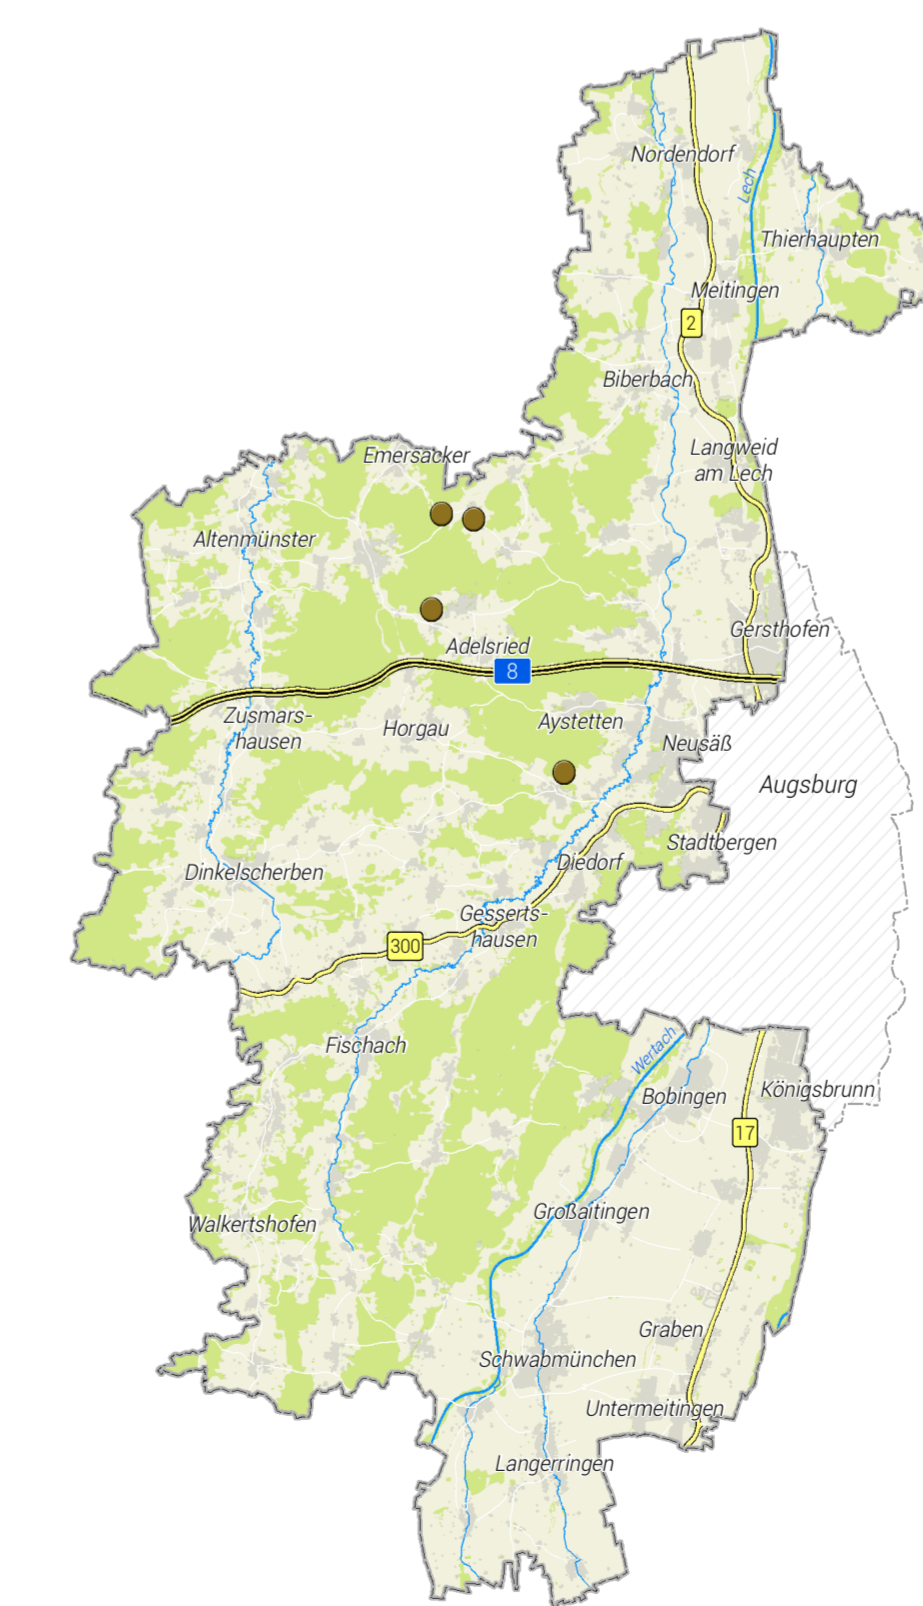 Nordendorf
Lech
Thierhaupten
Meitingen
2
Biberbach
Langweid
am Lech
Emersacker
Altenmünster
Gersthofen
Adelsried
8
Zusmars-
hausen
Horgau
Aystetten
Neusäß
Augsburg
Stadtbergen
Diedorf
Dinkelscherben
Gesserts-
hausen
300
Fischach
Wertach
Bobingen
Königsbrunn
17
Großaitingen
Walkertshofen
Graben
Schwabmünchen
Untermeitingen
Langerringen